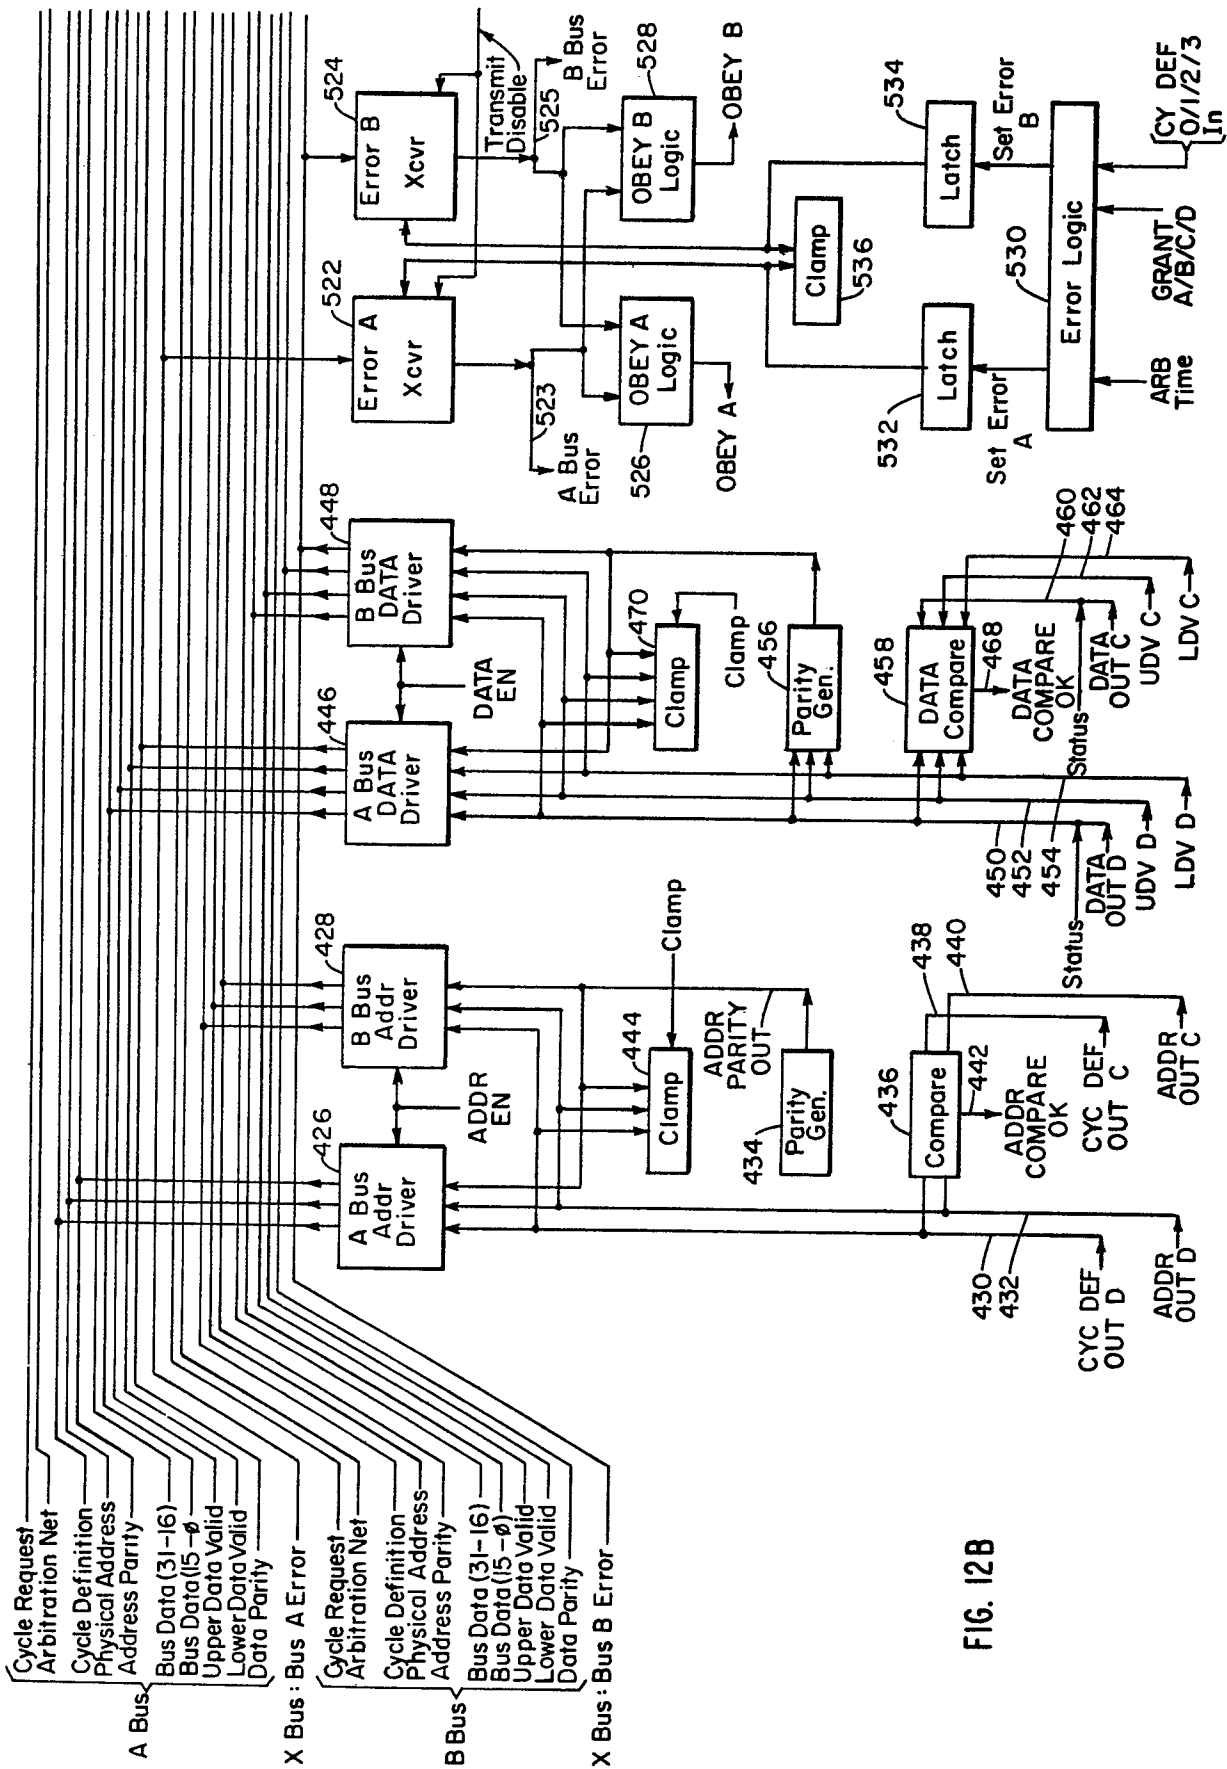 Cycle Request
Arbitration Net
Cycle Definition
Physical Address
Address Parity
Bus Data (31-16)
Bus Data (15-Ø)
Upper Data Valid
Lower Data Valid
Data Parity
A Bus
X Bus: Bus A Error
Cycle Request
Arbitration Net
Cycle Definition
Physical Address
Address Parity
Bus Data (31-16)
Bus Data (15-Ø)
Upper Data Valid
Lower Data Valid
Data Parity
B Bus
X Bus: Bus B Error
426
A Bus
Addr
Driver
428
B Bus
Addr
Driver
ADDR
EN
444
Clamp
Clamp
ADDR
PARITY
OUT
434
Parity
Gen.
436
Compare
438
440
442
ADDR
COMPARE
OK
430
432
CYC DEF
OUT D
ADDR
OUT D
CYC DEF
OUT C
ADDR
OUT C
446
A Bus
DATA
Driver
448
B Bus
DATA
Driver
DATA
EN
470
Clamp
Clamp
456
Parity
Gen.
458
DATA
Compare
468
DATA
COMPARE
OK
460
462
464
450
452
454
Status
DATA
OUT D
UDV D
LDV D
Status
DATA
OUT C
UDV C
LDV C
522
Error A
Xcvr
524
Error B
Xcvr
Transmit
Disable
523
A Bus
Error
525
B Bus
Error
526
OBEY A
Logic
OBEY A
528
OBEY B
Logic
OBEY B
Clamp
536
532
Latch
534
Latch
Set Error
A
Set Error
B
530
Error Logic
ARB
Time
GRANT
A/B/C/D
CY DEF
0/1/2/3
In
FIG. 12B